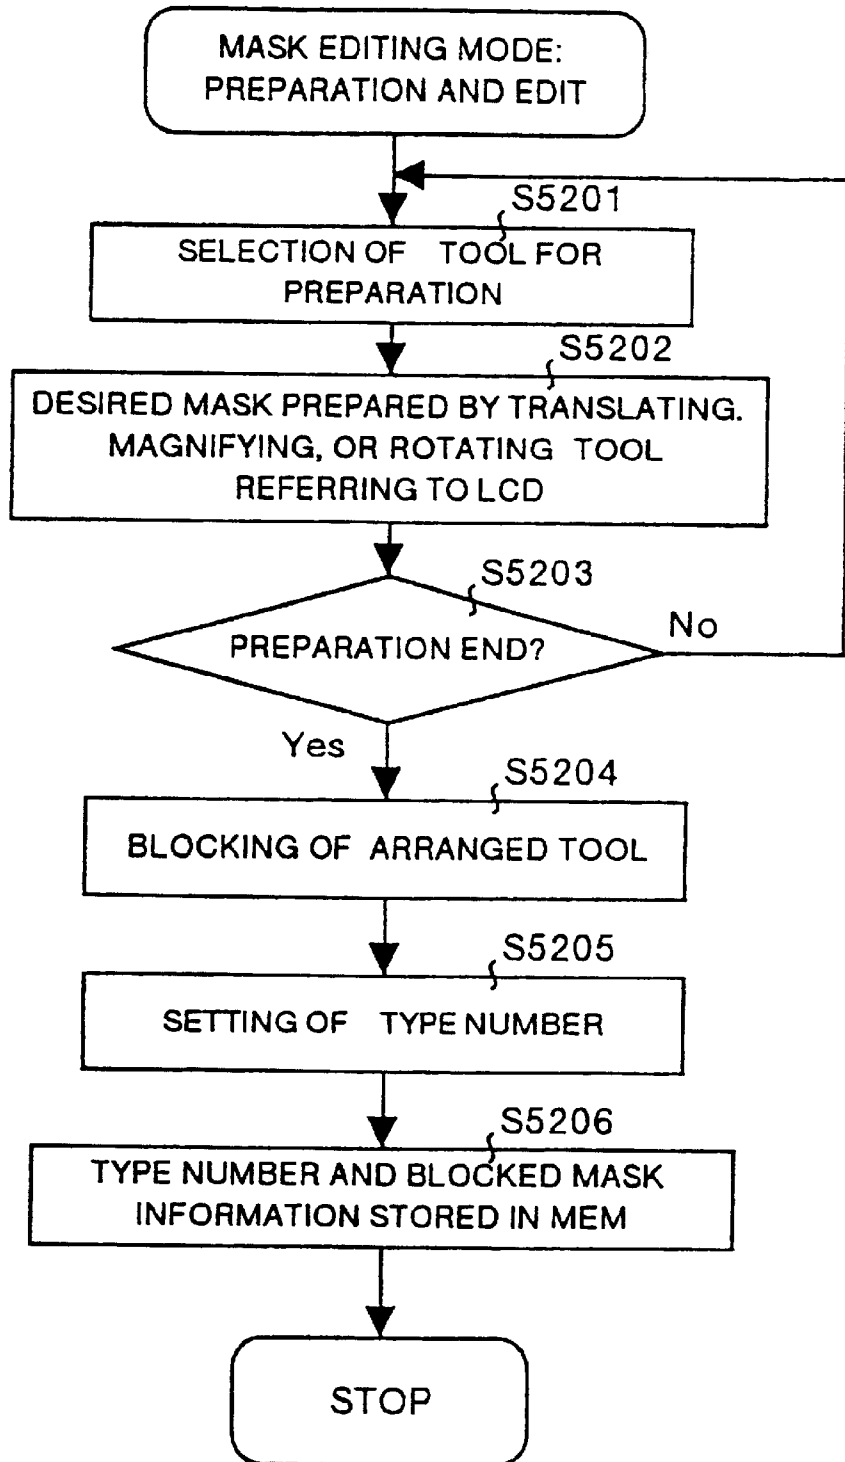 MASK EDITING MODE:
PREPARATION AND EDIT
S5201
SELECTION OF TOOL FOR
PREPARATION
S5202
DESIRED MASK PREPARED BY TRANSLATING.
MAGNIFYING, OR ROTATING TOOL
REFERRING TO LCD
S5203
PREPARATION END?
No
Yes
S5204
BLOCKING OF ARRANGED TOOL
S5205
SETTING OF TYPE NUMBER
S5206
TYPE NUMBER AND BLOCKED MASK
INFORMATION STORED IN MEM
STOP